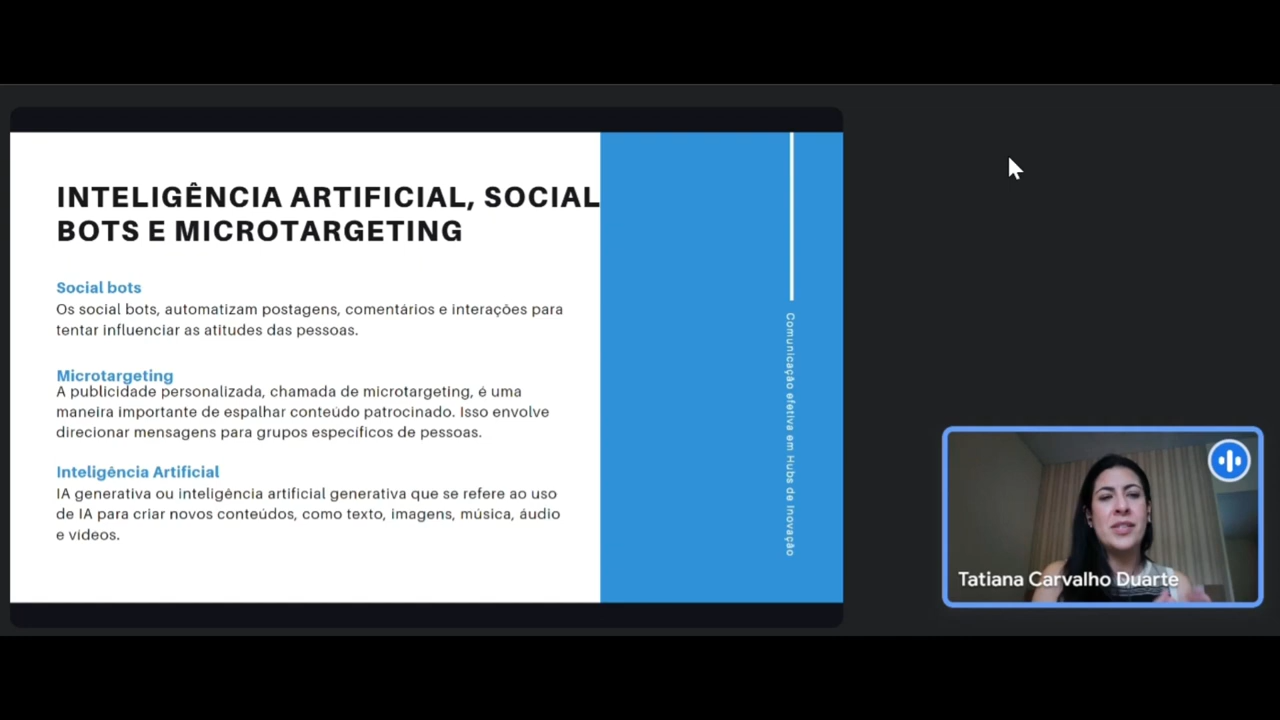 INTELIGÊNCIA ARTIFICIAL, SOCIAL
BOTS E MICROTARGETING
Social bots
Os social bots, automatizam postagens, comentários e interações para
tentar influenciar as atitudes das pessoas.
Microtargeting
A publicidade personalizada, chamada de microtargeting, é uma
maneira importante de espalhar conteúdo patrocinado. Isso envolve
direcionar mensagens para grupos específicos de pessoas.
Inteligência Artificial
IA generativa ou inteligência artificial generativa que se refere ao uso
de IA para criar novos conteúdos, como texto, imagens, música, áudio
e vídeos.
Comunicação efetiva em Hubs de Inovação
Tatiana Carvalho Duarte